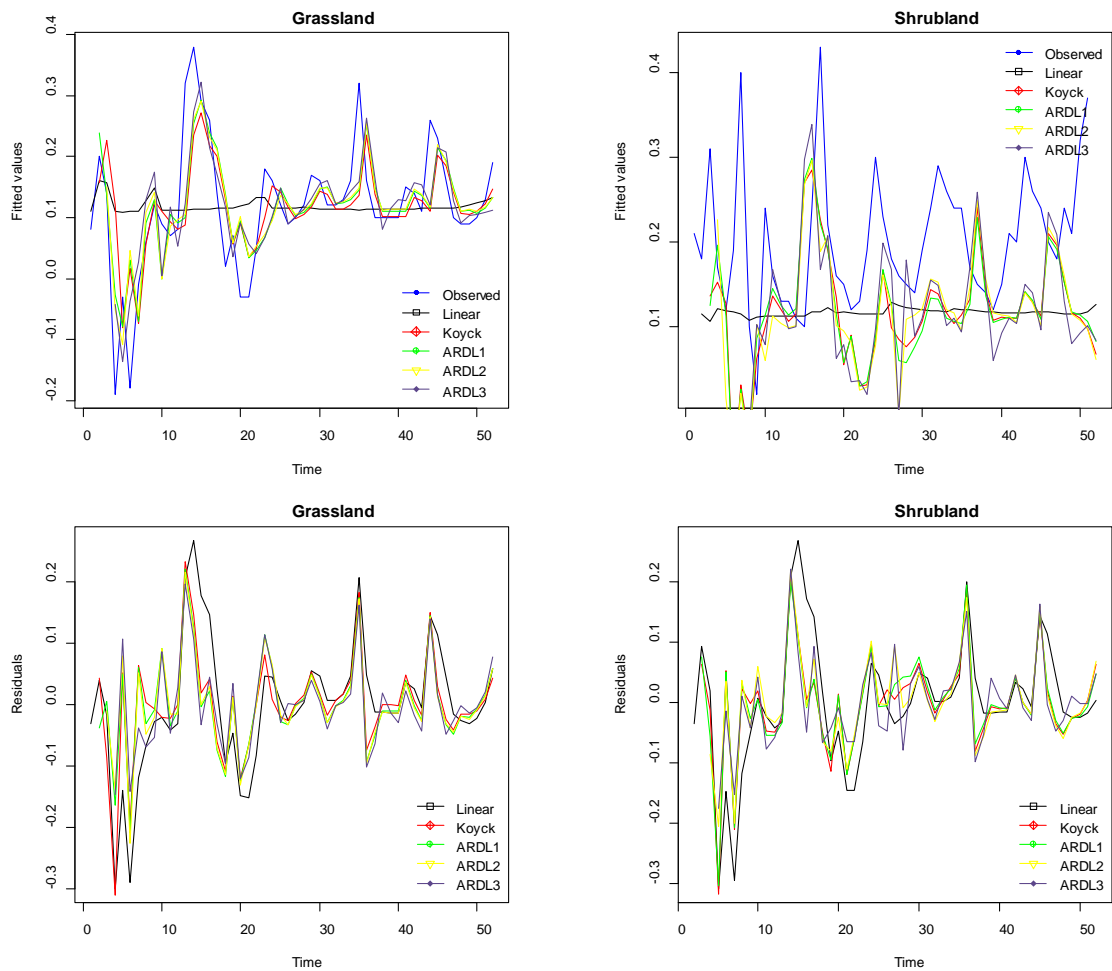 Grassland
Fitted values
0.4
0.3
0.2
0.1
0.0
-0.1
-0.2
Observed
Linear
Koyck
ARDL1
ARDL2
ARDL3
0 10 20 30 40 50
Time
Shrubland
Fitted values
0.4
0.3
0.2
0.1
Observed
Linear
Koyck
ARDL1
ARDL2
ARDL3
0 10 20 30 40 50
Time
Grassland
Residuals
0.2
0.1
0.0
-0.1
-0.2
-0.3
Linear
Koyck
ARDL1
ARDL2
ARDL3
0 10 20 30 40 50
Time
Shrubland
Residuals
0.2
0.1
0.0
-0.1
-0.2
-0.3
Linear
Koyck
ARDL1
ARDL2
ARDL3
0 10 20 30 40 50
Time